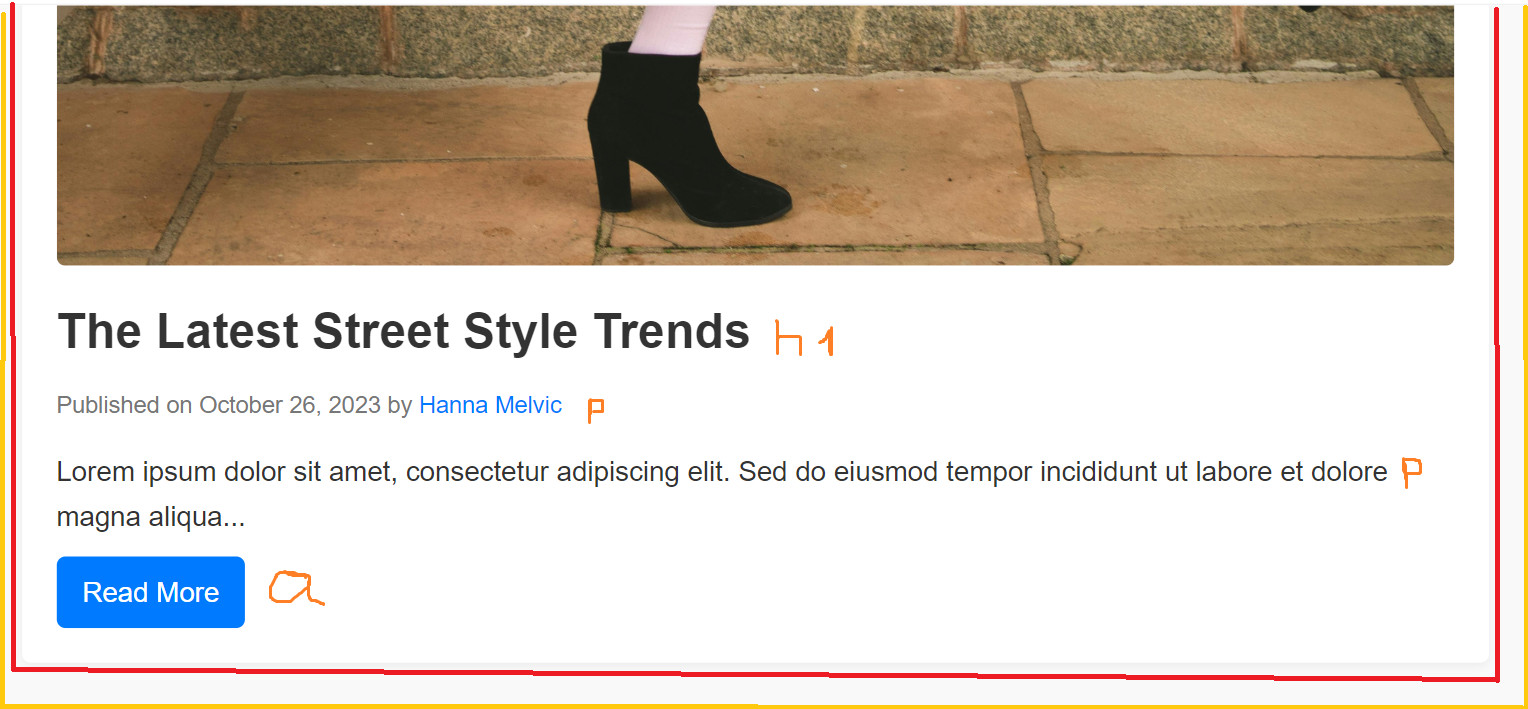 The Latest Street Style Trends h1
Published on October 26, 2023 by Hanna Melvic P
Lorem ipsum dolor sit amet, consectetur adipiscing elit. Sed do eiusmod tempor incididunt ut labore et dolore P
magna aliqua...
Read More a